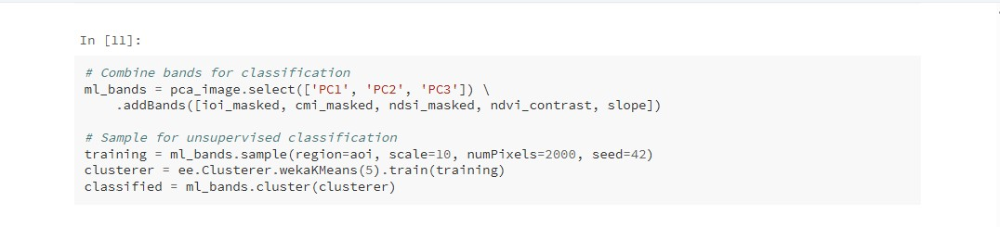 In [11]:
# Combine bands for classification
ml_bands = pca_image.select(['PC1', 'PC2', 'PC3']) \
    .addBands([ioi_masked, cmi_masked, ndsi_masked, ndvi_contrast, slope])
# Sample for unsupervised classification
training = ml_bands.sample(region=aoi, scale=10, numPixels=2000, seed=42)
clusterer = ee.Clusterer.wekaKMeans(5).train(training)
classified = ml_bands.cluster(clusterer)